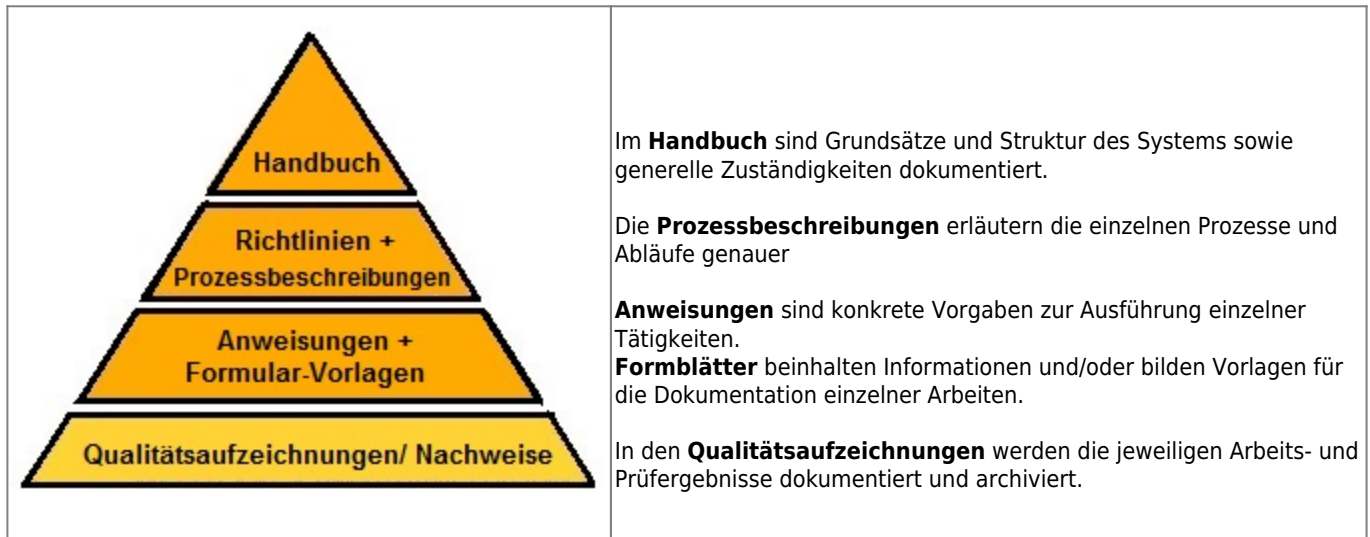 Handbuch
Richtlinien +
Prozessbeschreibungen
Anweisungen +
Formular-Vorlagen
Qualitätsaufzeichnungen/ Nachweise
Im Handbuch sind Grundsätze und Struktur des Systems sowie
generelle Zuständigkeiten dokumentiert.
Die Prozessbeschreibungen erläutern die einzelnen Prozesse und
Abläufe genauer
Anweisungen sind konkrete Vorgaben zur Ausführung einzelner
Tätigkeiten.
Formblätter beinhalten Informationen und/oder bilden Vorlagen für
die Dokumentation einzelner Arbeiten.
In den Qualitätsaufzeichnungen werden die jeweiligen Arbeits- und
Prüfergebnisse dokumentiert und archiviert.